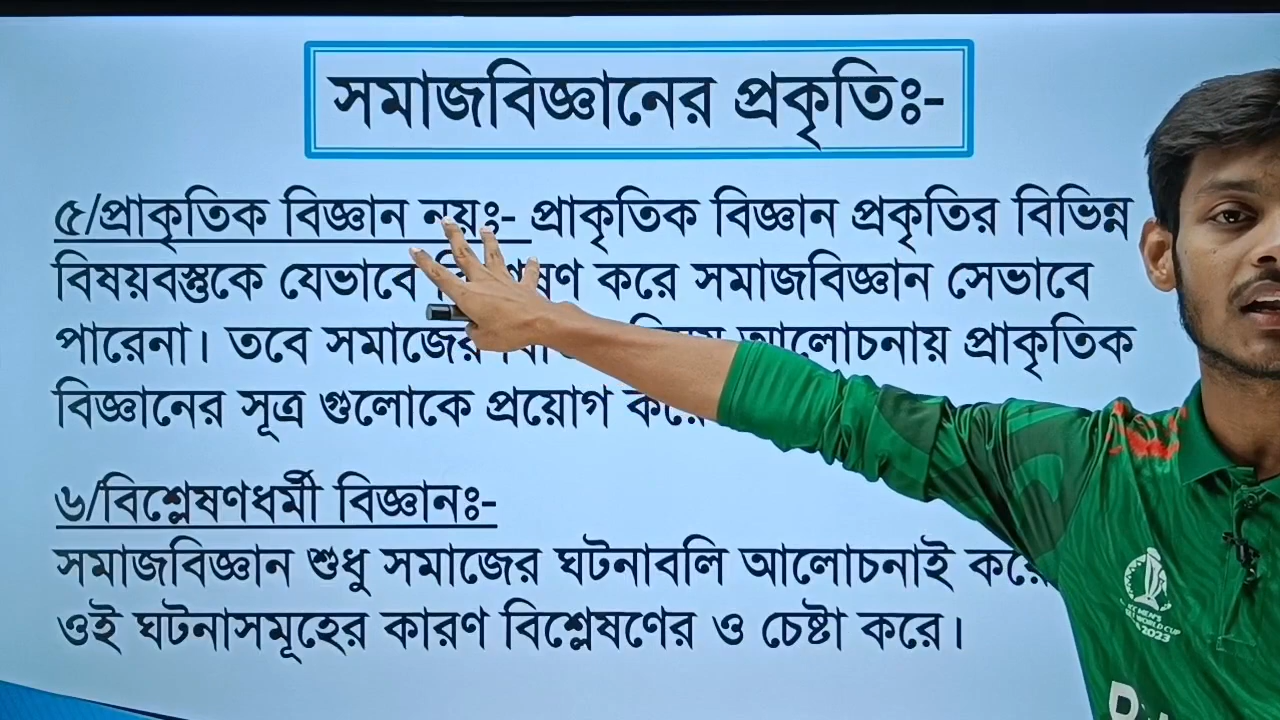 সমাজবিজ্ঞানের প্রকৃতিঃ-
৫/প্রাকৃতিক বিজ্ঞান নয়ঃ- প্রাকৃতিক বিজ্ঞান প্রকৃতির বিভিন্ন
বিষয়বস্তুকে যেভাবে করে সমাজবিজ্ঞান সেভাবে
পারেনা। তবে সমাজের আলোচনায় প্রাকৃতিক
বিজ্ঞানের সূত্র গুলোকে প্রয়োগ করে
৬/বিশ্লেষণধর্মী বিজ্ঞানঃ-
সমাজবিজ্ঞান শুধু সমাজের ঘটনাবলি আলোচনাই করে
ওই ঘটনাসমূহের কারণ বিশ্লেষণের ও চেষ্টা করে।
2023